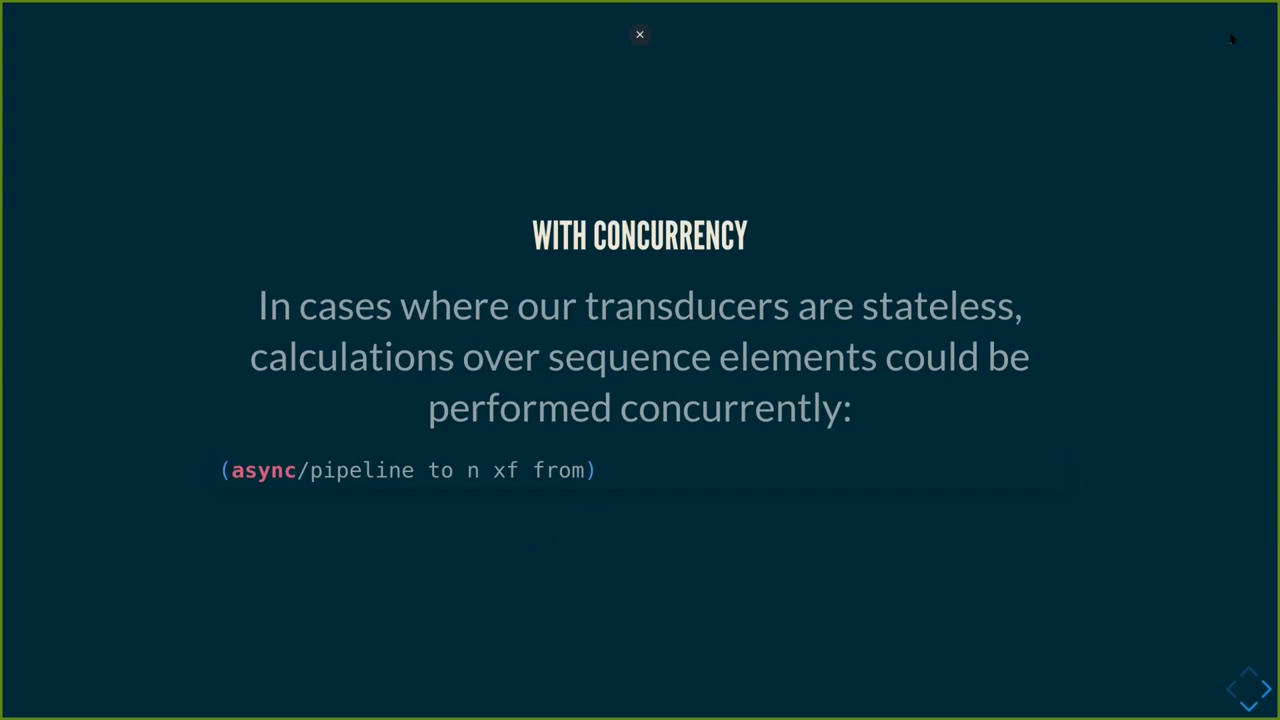 WITH CONCURRENCY
In cases where our transducers are stateless,
calculations over sequence elements could be
performed concurrently:
(async/pipeline to n xf from)